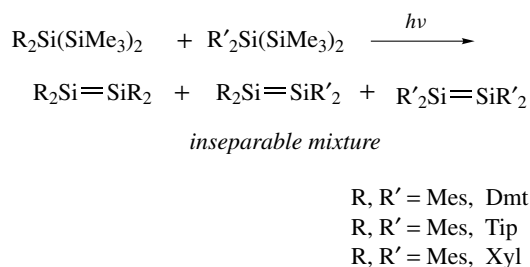 R₂Si(SiMe₃)₂ + R′₂Si(SiMe₃)₂ hν
R₂Si=SiR₂ + R₂Si=SiR′₂ + R′₂Si=SiR′₂
inseparable mixture
R, R′ = Mes, Dmt
R, R′ = Mes, Tip
R, R′ = Mes, Xyl